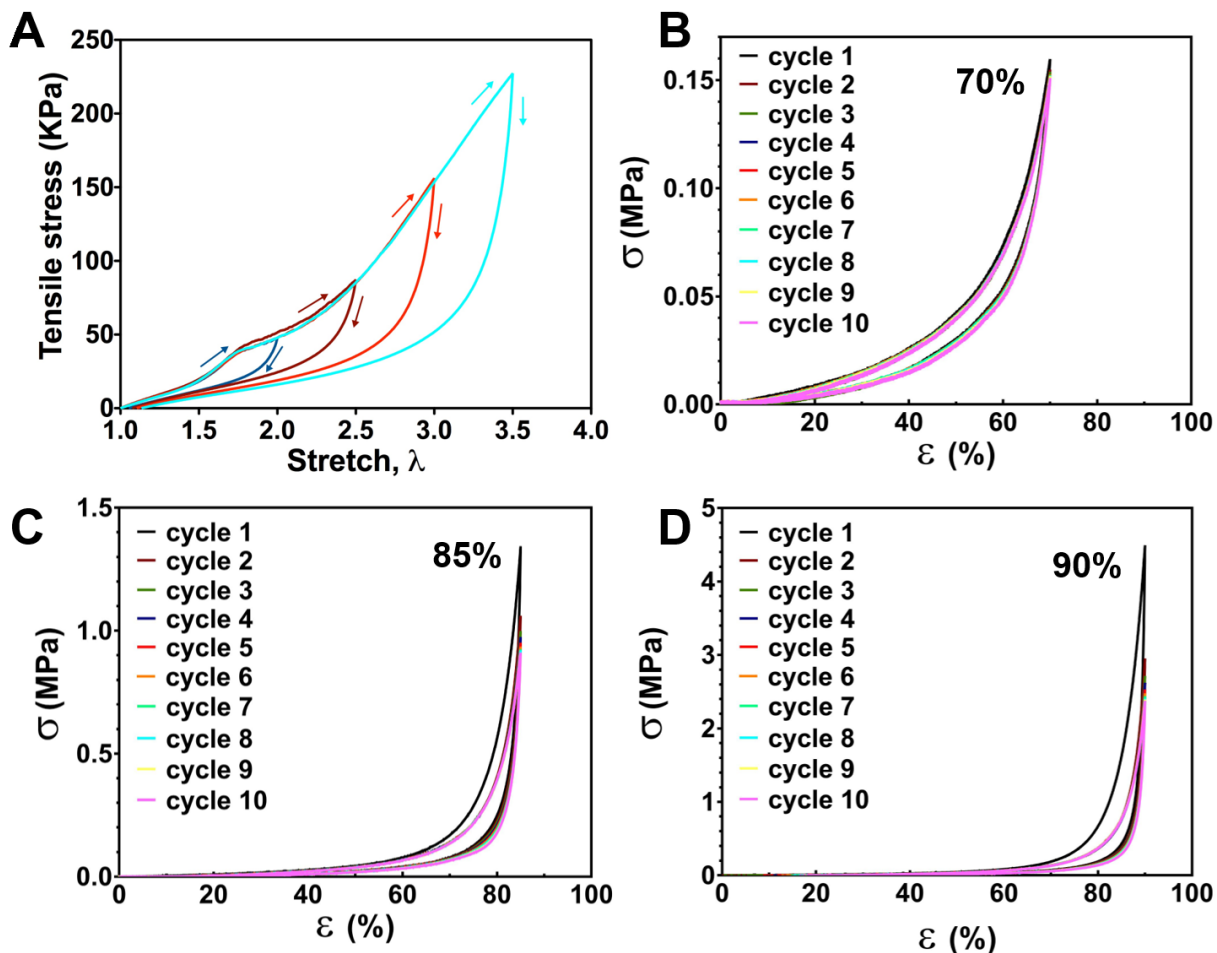 A
Tensile stress (KPa)
250
200
150
100
50
0
1.0 1.5 2.0 2.5 3.0 3.5 4.0
Stretch, λ
B
σ (MPa)
0.15
0.10
0.05
0.00
cycle 1
cycle 2
cycle 3
cycle 4
cycle 5
cycle 6
cycle 7
cycle 8
cycle 9
cycle 10
70%
0 20 40 60 80 100
ε (%)
C
σ (MPa)
1.5
1.0
0.5
0.0
cycle 1
cycle 2
cycle 3
cycle 4
cycle 5
cycle 6
cycle 7
cycle 8
cycle 9
cycle 10
85%
0 20 40 60 80 100
ε (%)
D
σ (MPa)
5
4
3
2
1
0
cycle 1
cycle 2
cycle 3
cycle 4
cycle 5
cycle 6
cycle 7
cycle 8
cycle 9
cycle 10
90%
0 20 40 60 80 100
ε (%)